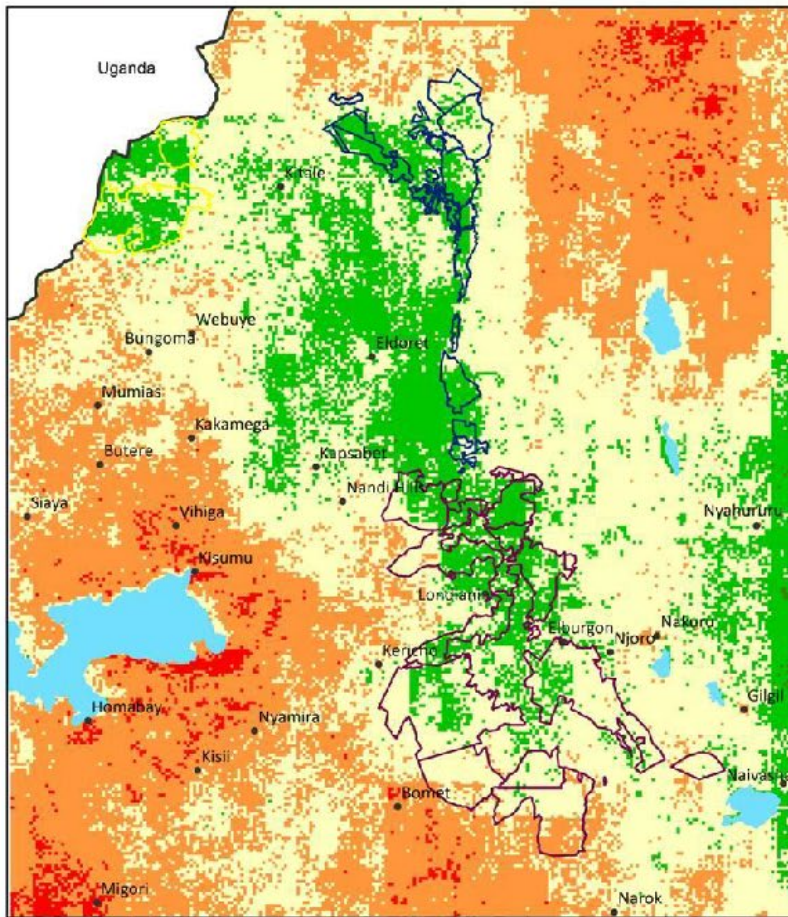 Uganda
Kitale
Webuye
Bungoma
Eldoret
Mumias
Kakamega
Butere
Kapsabet
Nandi Hills
Siaya
Vihiga
Nyahururu
Kisumu
Londiani
Elburgon
Nakuru
Njoro
Kericho
Gilgil
Homabay
Nyamira
Kisii
Naivasha
Bomet
Migori
Narok